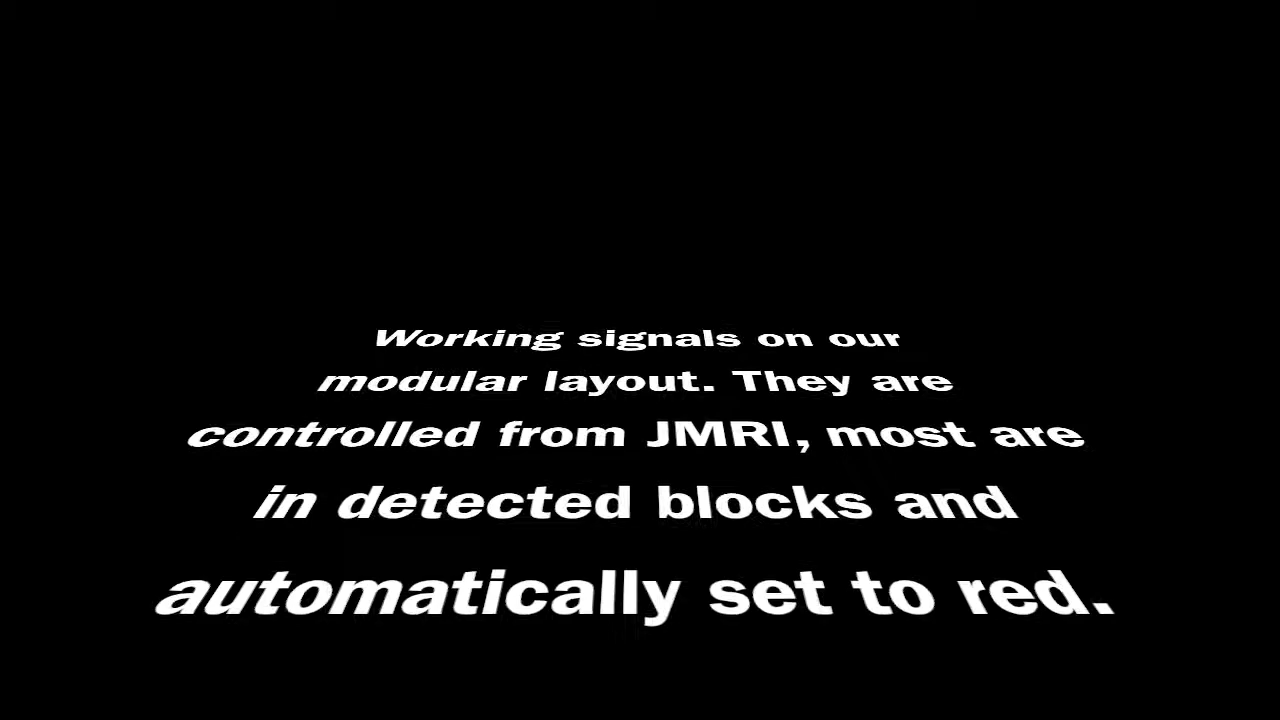 Working signals on our
modular layout. They are
controlled from JMRI, most are
in detected blocks and
automatically set to red.